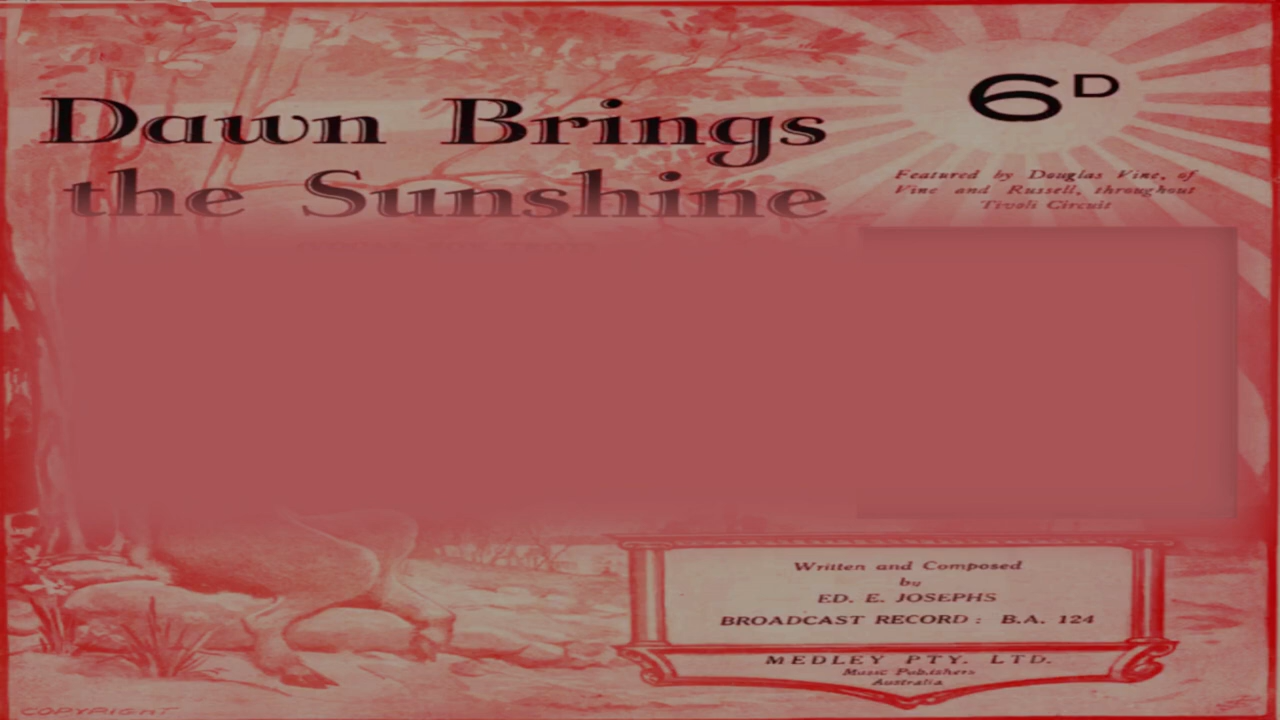 6D
Dawn Brings
the Sunshine
Featured by Douglas Vine, of
Vine and Russell, throughout
Tivoli Circuit
Written and Composed
by
ED. E. JOSEPHS
BROADCAST RECORD : B.A. 124
MEDLEY PTY. LTD.
Music Publishers
Australia
COPYRIGHT